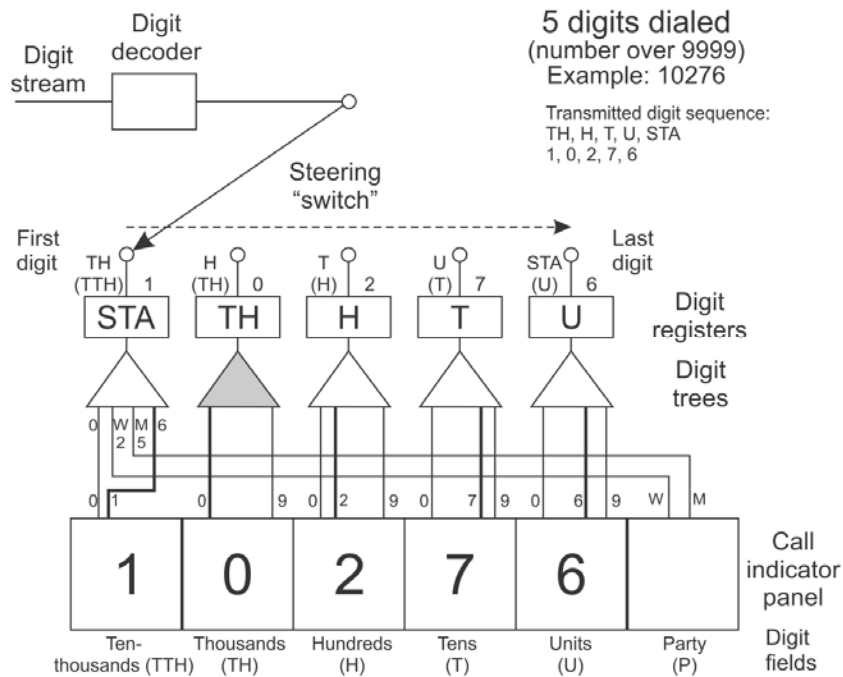 5 digits dialed
(number over 9999)
Example: 10276
Transmitted digit sequence:
TH, H, T, U, STA
1, 0, 2, 7, 6
Digit
stream
Digit
decoder
Steering
“switch”
First
digit
Last
digit
TH
(TTH) 1
H
(TH) 0
T
(H) 2
U
(T) 7
STA
(U) 6
STA TH H T U
Digit
registers
Digit
trees
0 W M 6
2 5
0 1 0 9 0 2 9 0 7 9 0 6 9 W M
1 0 2 7 6
Call
indicator
panel
Ten-
thousands (TTH)
Thousands
(TH)
Hundreds
(H)
Tens
(T)
Units
(U)
Party
(P)
Digit
fields